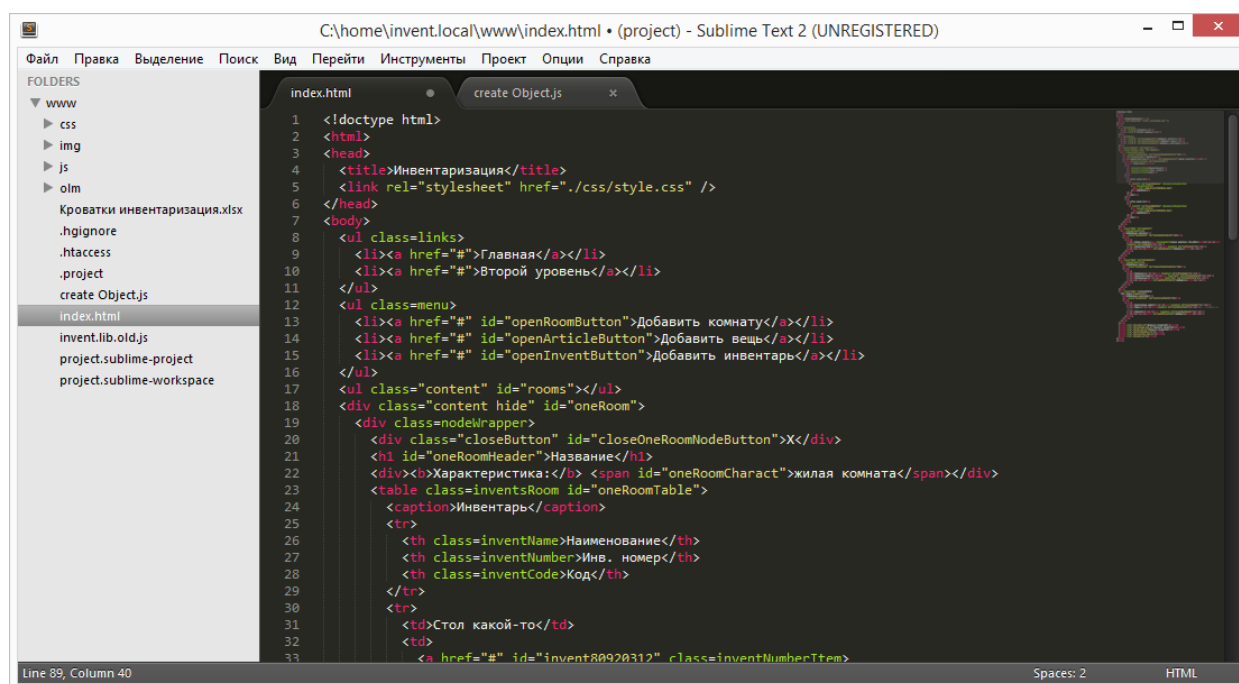 C:\home\invent.local\www\index.html • (project) - Sublime Text 2 (UNREGISTERED)
Файл Правка Выделение Поиск Вид Перейти Инструменты Проект Опции Справка
FOLDERS
www
css
img
js
olm
Кроватки инвентаризация.xlsx
.hgignore
.htaccess
.project
create Object.js
index.html
invent.lib.old.js
project.sublime-project
project.sublime-workspace
index.html create Object.js
1 <!doctype html>
2 <html>
3 <head>
4 <title>Инвентаризация</title>
5 <link rel="stylesheet" href="./css/style.css" />
6 </head>
7 <body>
8 <ul class=links>
9 <li><a href="#">Главная</a></li>
10 <li><a href="#">Второй уровень</a></li>
11 </ul>
12 <ul class=menu>
13 <li><a href="#" id="openRoomButton">Добавить комнату</a></li>
14 <li><a href="#" id="openArticleButton">Добавить вещь</a></li>
15 <li><a href="#" id="openInventButton">Добавить инвентарь</a></li>
16 </ul>
17 <ul class="content" id="rooms"></ul>
18 <div class="content hide" id="oneRoom">
19 <div class=nodeWrapper>
20 <div class="closeButton" id="closeOneRoomNodeButton">X</div>
21 <h1 id="oneRoomHeader">Название</h1>
22 <div><b>Характеристика:</b> <span id="oneRoomCharact">жилая комната</span></div>
23 <table class=inventsRoom id="oneRoomTable">
24 <caption>Инвентарь</caption>
25 <tr>
26 <th class=inventName>Наименование</th>
27 <th class=inventNumber>Инв. номер</th>
28 <th class=inventCode>Код</th>
29 </tr>
30 <tr>
31 <td>Стол какой-то</td>
32 <td>
33 <a href="#" id="invent80920312" class=inventNumberItem>
Line 89, Column 40 Spaces: 2 HTML